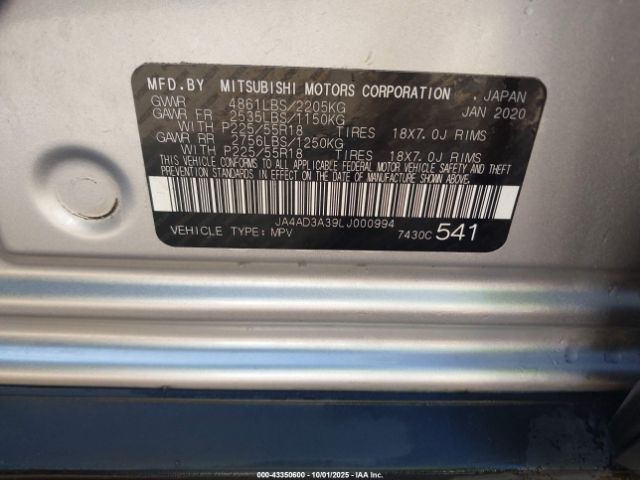 MFD.BY MITSUBISHI MOTORS CORPORATION , JAPAN
GVWR 4861LBS/2205KG JAN 2020
GAWR FR 2535LBS/1150KG
WITH P225/55R18 TIRES 18X7.0J RIMS
GAWR RR 2756LBS/1250KG
WITH P225/55R18 TIRES 18X7.0J RIMS
THIS VEHICLE CONFORMS TO ALL APPLICABLE FEDERAL MOTOR VEHICLE SAFETY AND THEFT
PREVENTION STANDARDS IN EFFECT ON THE DATE OF MANUFACTURE SHOWN ABOVE.
JA4AD3A39LJ000994
VEHICLE TYPE: MPV 7430C 541
000-43350600 - 10/01/2025 - IAA Inc.